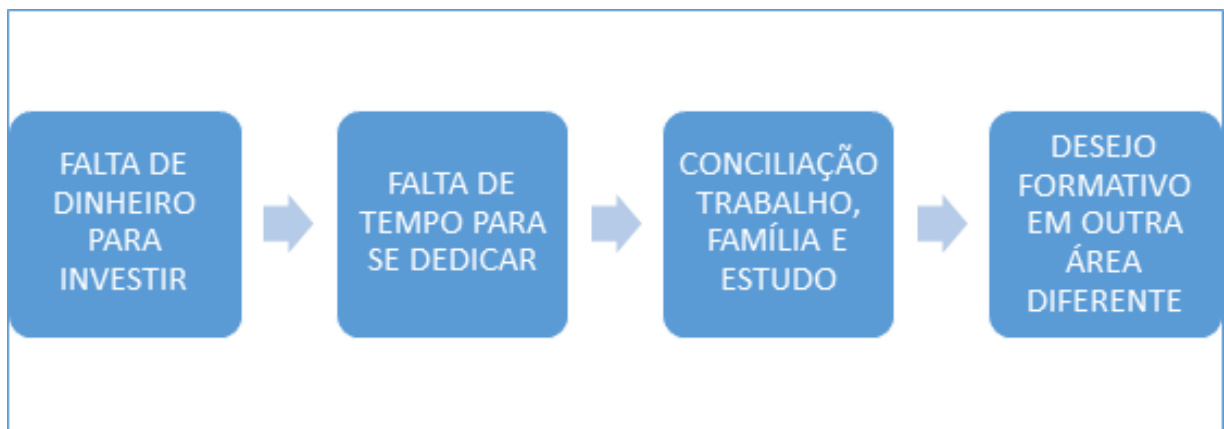 FALTA DE
DINHEIRO
PARA
INVESTIR
FALTA DE
TEMPO PARA
SE DEDICAR
CONCILIAÇÃO
TRABALHO,
FAMÍLIA E
ESTUDO
DESEJO
FORMATIVO
EM OUTRA
ÁREA
DIFERENTE